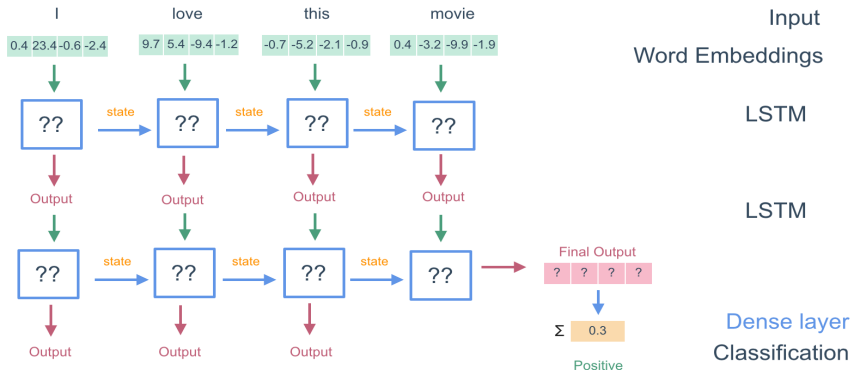 I love this movie Input
0.4 23.4 -0.6 -2.4 9.7 5.4 -9.4 -1.2 -0.7 -5.2 -2.1 -0.9 0.4 -3.2 -9.9 -1.9 Word Embeddings
state state state
?? ?? ?? ?? LSTM
Output Output Output Output
LSTM
state state state Final Output
?? ?? ?? ?? ? ? ? ?
Σ 0.3 Dense layer
Output Output Output Classification
Positive